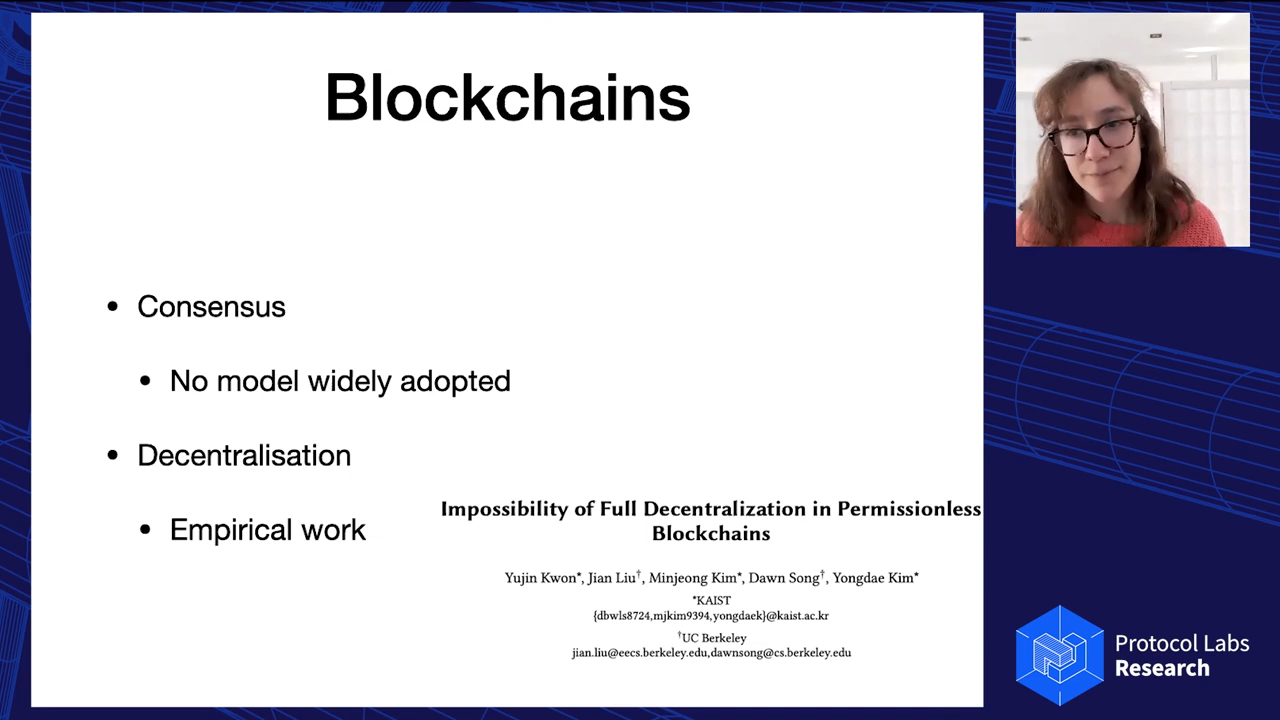 Blockchains
Consensus
No model widely adopted
Decentralisation
Empirical work
Impossibility of Full Decentralization in Permissionless
Blockchains
Yujin Kwon*, Jian Liu†, Minjeong Kim*, Dawn Song†, Yongdae Kim*
*KAIST
{dbwls8724,mjkim9394,yongdaek}@kaist.ac.kr
†UC Berkeley
jian.liu@eecs.berkeley.edu,dawnsong@cs.berkeley.edu
Protocol Labs
Research